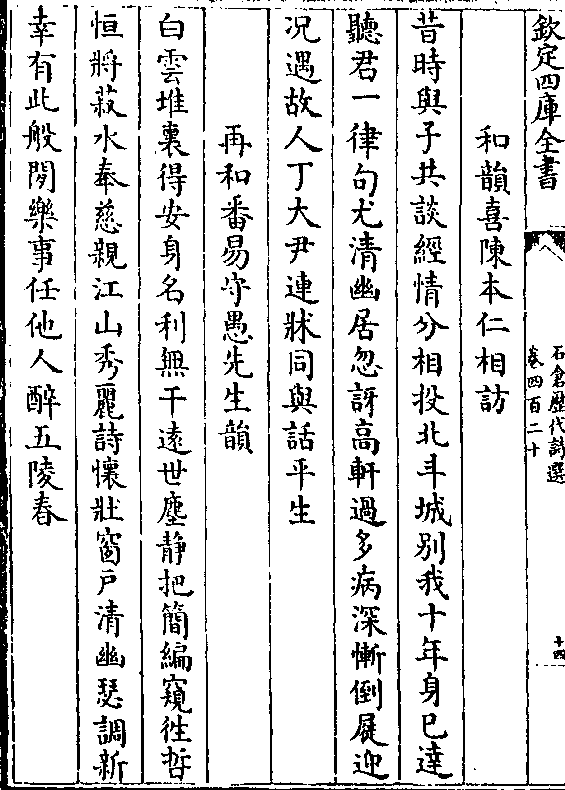 欽定四庫全書
石倉歷代詩選
卷四百二十
十四
和韻喜陳本仁相訪
昔時與子共談經情分相投北斗城別我十年身已達
聽君一律句尤清幽居忽訝高軒過多病深慚倒屐迎
况遇故人丁大尹連牀同與話平生
再和番易守愚先生韻
白雲堆裏得安身名利無干遠世塵静把簡編窺徃哲
恒將菽水奉慈親江山秀麗詩懷壯窗戶清幽瑟調新
幸有此般閒樂事任他人醉五陵春